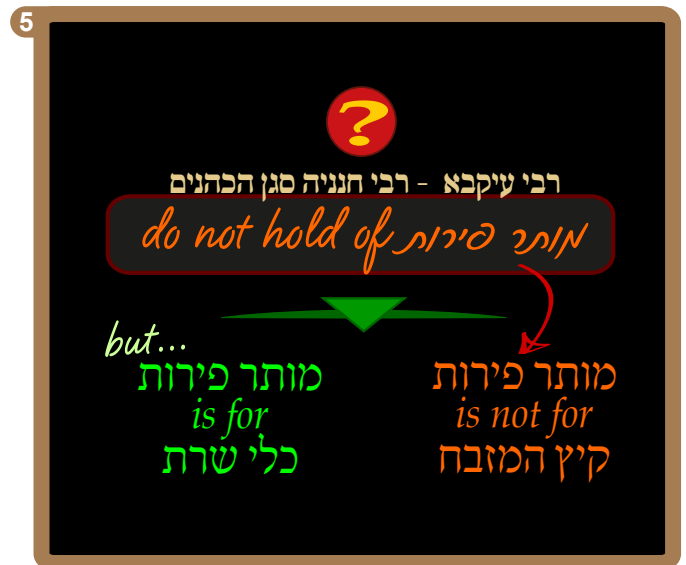 5
?
רבי עיקבא - רבי חנניה סגן הכהנים
do not hold of מותר פירות
but...
מותר פירות
is for
כלי שרת
מותר פירות
is not for
קיץ המזבח